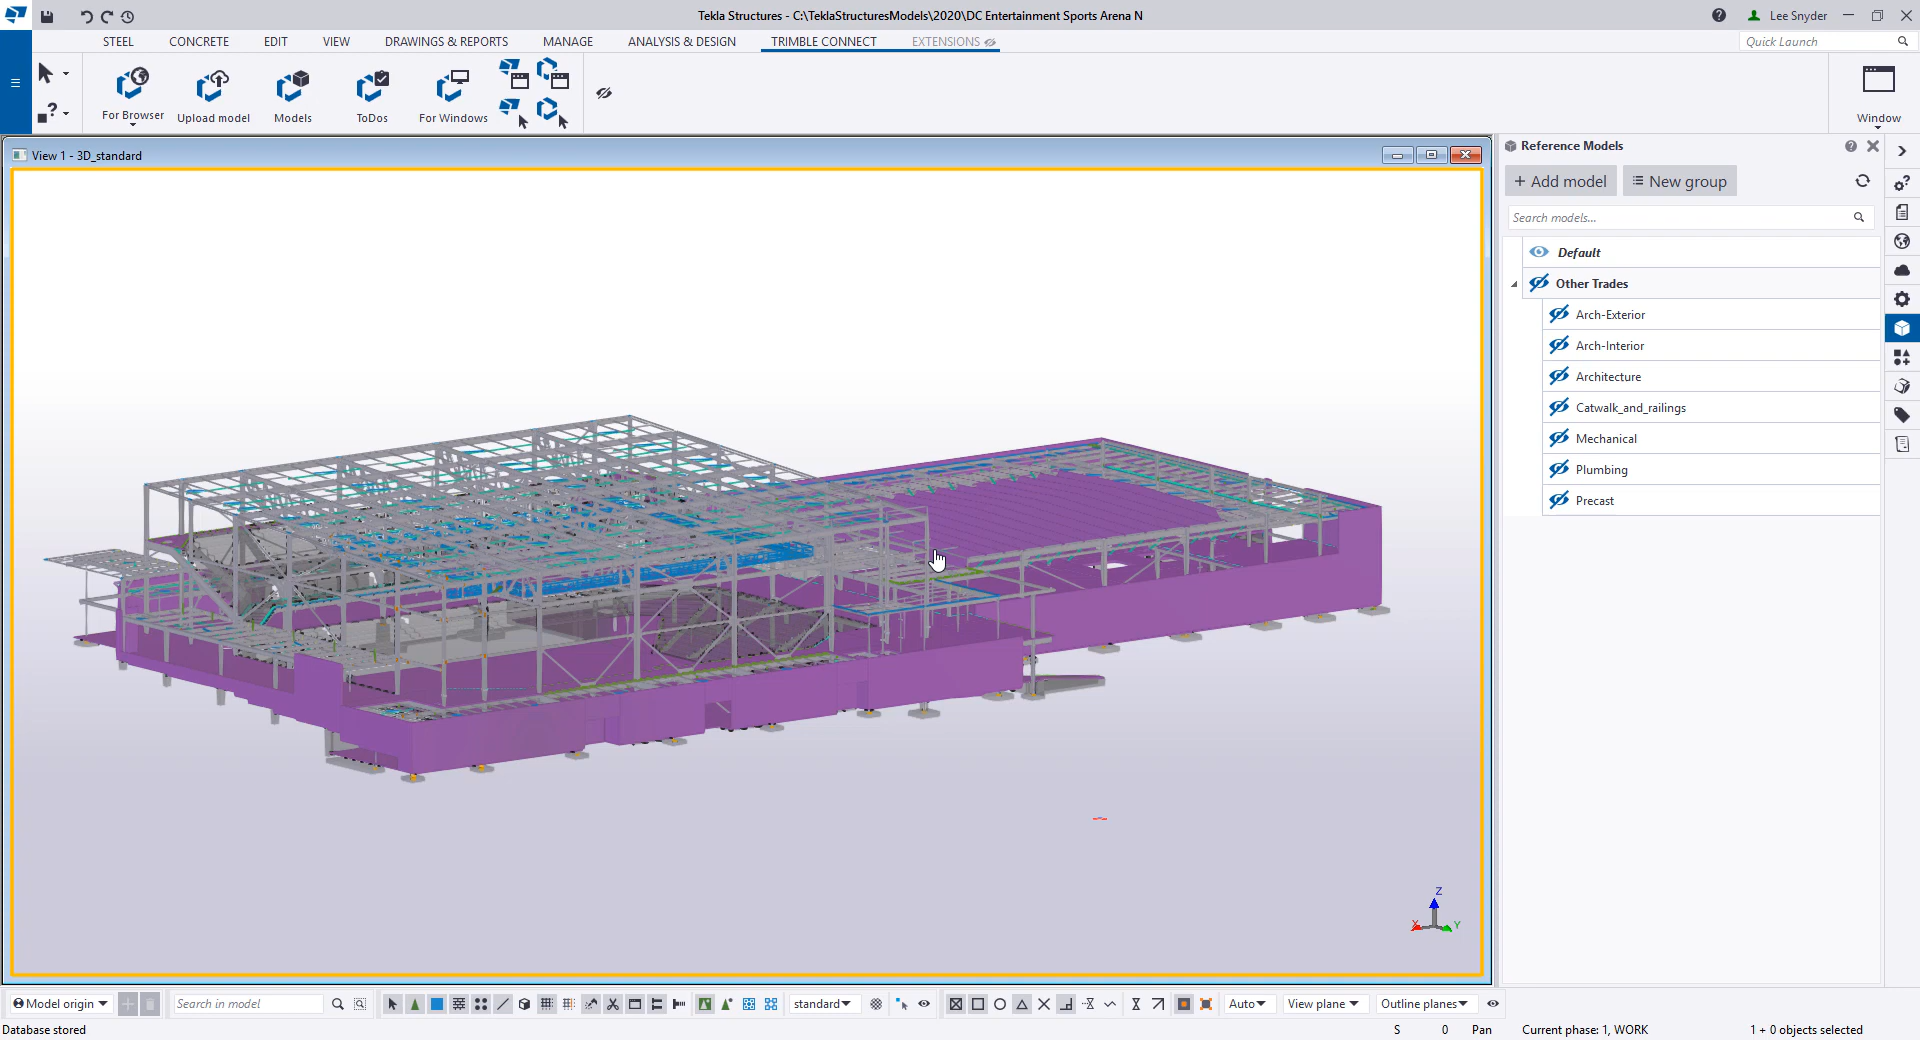 Tekla Structures - C:\TeklaStructuresModels\2020\DC Entertainment Sports Arena N
Lee Snyder
STEEL CONCRETE EDIT VIEW DRAWINGS & REPORTS MANAGE ANALYSIS & DESIGN TRIMBLE CONNECT EXTENSIONS
Quick Launch
For Browser
Upload model
Models
ToDos
For Windows
Window
View 1 - 3D_standard
Reference Models
+ Add model
New group
Search models...
Default
Other Trades
Arch-Exterior
Arch-Interior
Architecture
Catwalk_and_railings
Mechanical
Plumbing
Precast
Z
X
Y
Model origin
Search in model
standard
Auto
View plane
Outline planes
Database stored
S 0 Pan Current phase: 1, WORK 1 + 0 objects selected